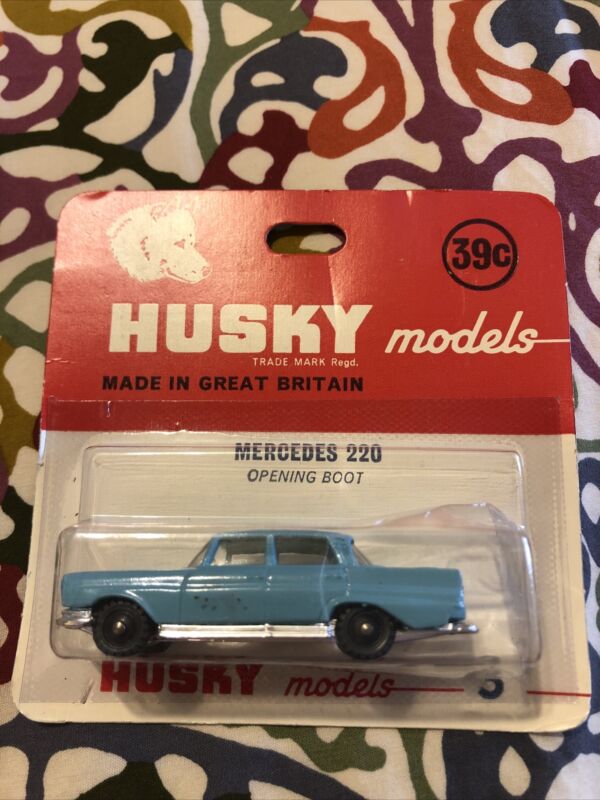 39c
HUSKY models
TRADE MARK Regd.
MADE IN GREAT BRITAIN
MERCEDES 220
OPENING BOOT
HUSKY models